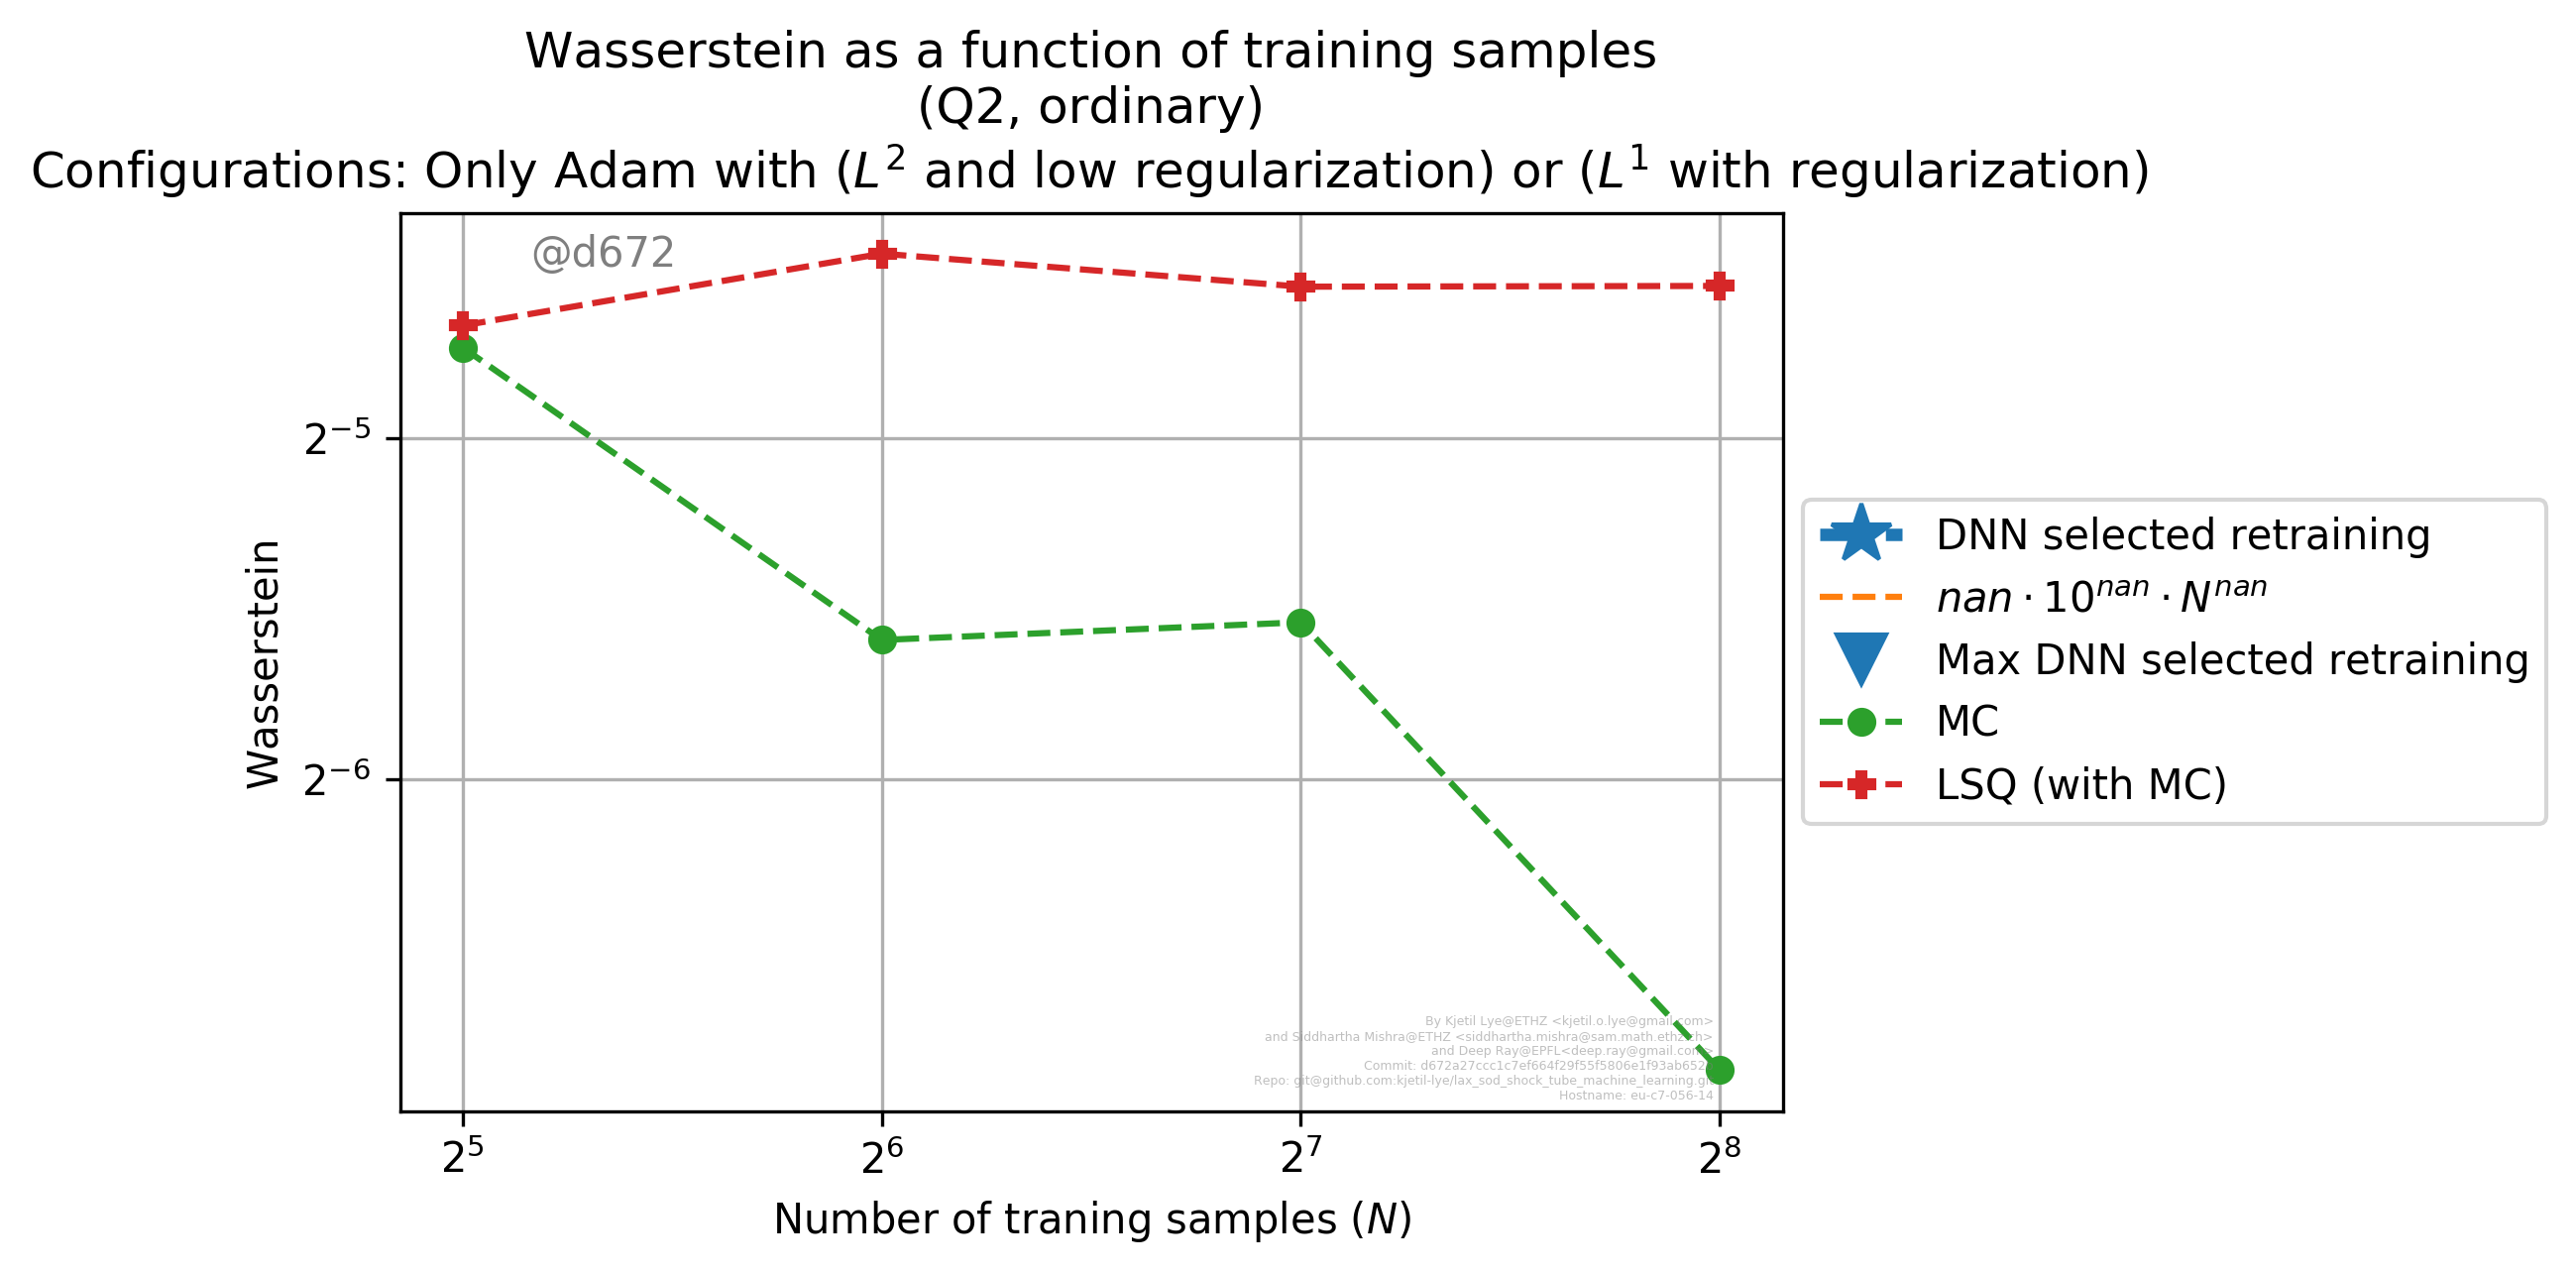 Wasserstein as a function of training samples
(Q2, ordinary)
Configurations: Only Adam with (L² and low regularization) or (L¹ with regularization)
@d672
Wasserstein
2⁻⁵
2⁻⁶
DNN selected retraining
nan · 10ⁿᵃⁿ · Nⁿᵃⁿ
Max DNN selected retraining
MC
LSQ (with MC)
By Kjetil Lye@ETHZ <kjetil.o.lye@gmail.com>
and Siddhartha Mishra@ETHZ <siddhartha.mishra@sam.math.ethz.ch>
and Deep Ray@EPFL<deep.ray@gmail.com>
Commit:
Repo: git@github.com:kjetil-lye/lax_sod_shock_tube_machine_learning.git
Hostname: eu-c7-056-14
2⁵
2⁶
2⁷
2⁸
Number of traning samples (N)